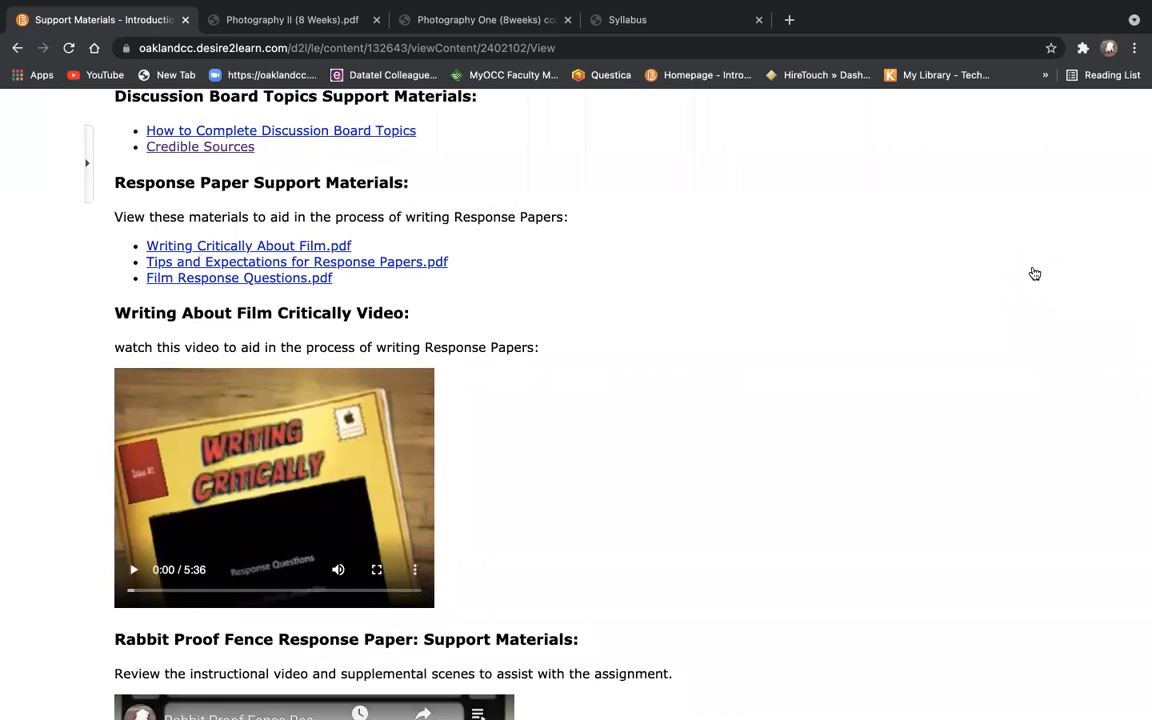 Support Materials - Introductio
Photography II (8 Weeks).pdf
Photography One (8weeks) co
Syllabus
oaklandcc.desire2learn.com/d2l/le/content/132643/viewContent/2402102/View
Apps
YouTube
New Tab
https://oaklandcc....
Datatel Colleague...
MyOCC Faculty M...
Questica
Homepage - Intro...
HireTouch » Dash...
My Library - Tech...
»
Reading List
Discussion Board Topics Support Materials:
• How to Complete Discussion Board Topics
• Credible Sources
Response Paper Support Materials:
View these materials to aid in the process of writing Response Papers:
• Writing Critically About Film.pdf
• Tips and Expectations for Response Papers.pdf
• Film Response Questions.pdf
Writing About Film Critically Video:
watch this video to aid in the process of writing Response Papers:
WRITING
CRITICALLY
Response Questions
0:00 / 5:36
Rabbit Proof Fence Response Paper: Support Materials:
Review the instructional video and supplemental scenes to assist with the assignment.
Rabbit Proof Fence Res